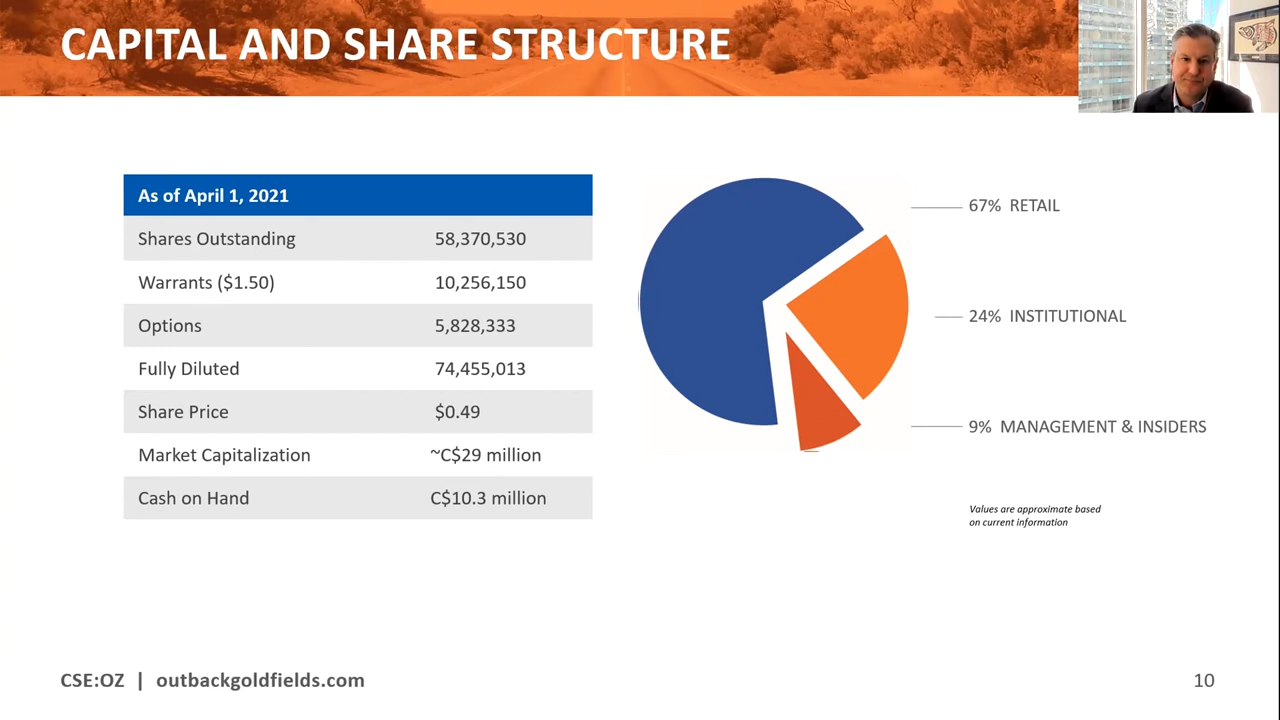 CAPITAL AND SHARE STRUCTURE
As of April 1, 2021
Shares Outstanding 58,370,530
Warrants ($1.50) 10,256,150
Options 5,828,333
Fully Diluted 74,455,013
Share Price $0.49
Market Capitalization ~C$29 million
Cash on Hand C$10.3 million
67% RETAIL
24% INSTITUTIONAL
9% MANAGEMENT & INSIDERS
Values are approximate based
on current information
CSE:OZ | outbackgoldfields.com
10